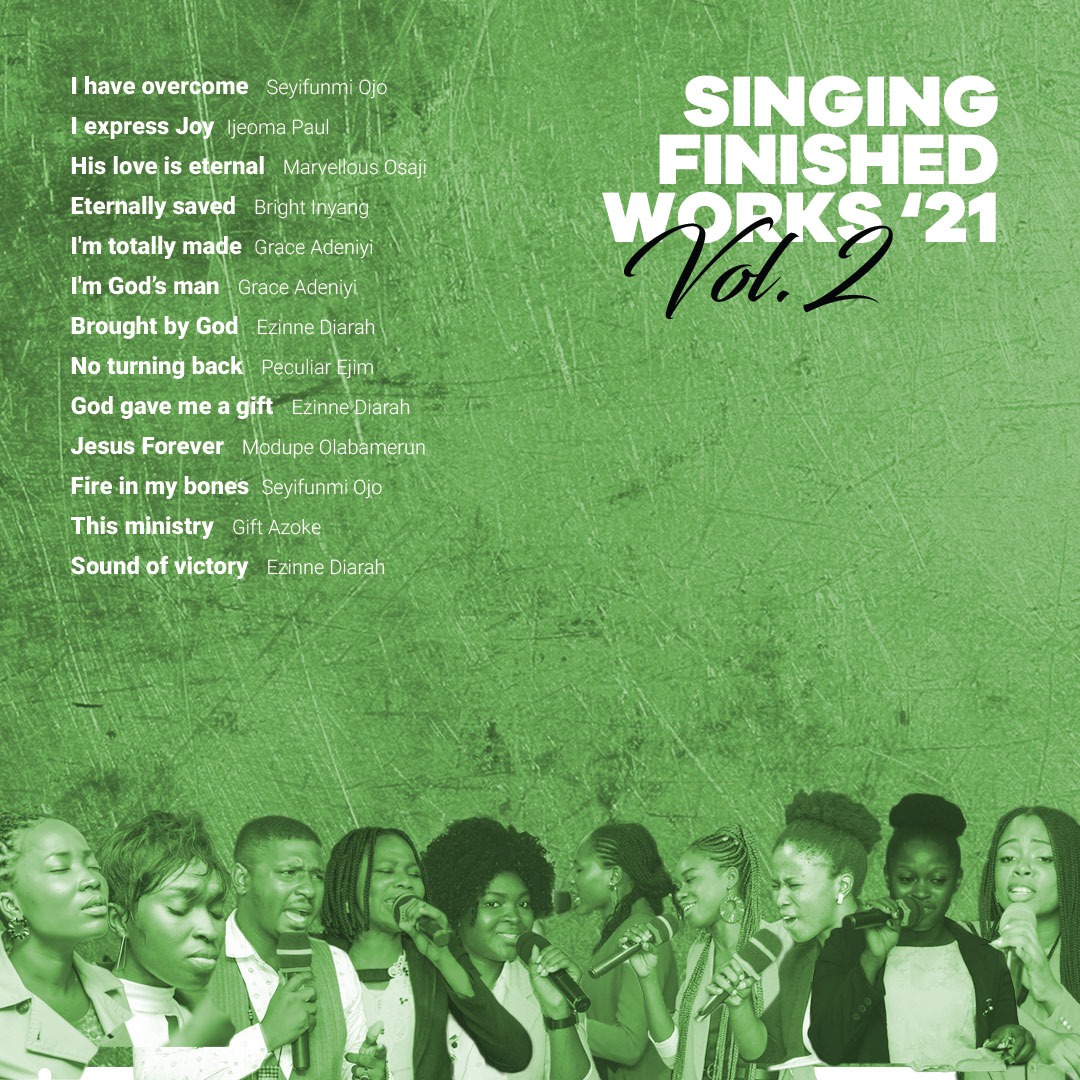 I have overcome Seyifunmi Ojo
I express Joy Ijeoma Paul
His love is eternal Marvellous Osaji
Eternally saved Bright Inyang
I'm totally made Grace Adeniyi
I'm God’s man Grace Adeniyi
Brought by God Ezinne Diarah
No turning back Peculiar Ejim
God gave me a gift Ezinne Diarah
Jesus Forever Modupe Olabamerun
Fire in my bones Seyifunmi Ojo
This ministry Gift Azoke
Sound of victory Ezinne Diarah
SINGING
FINISHED
WORKS ‘21
Vol. 2